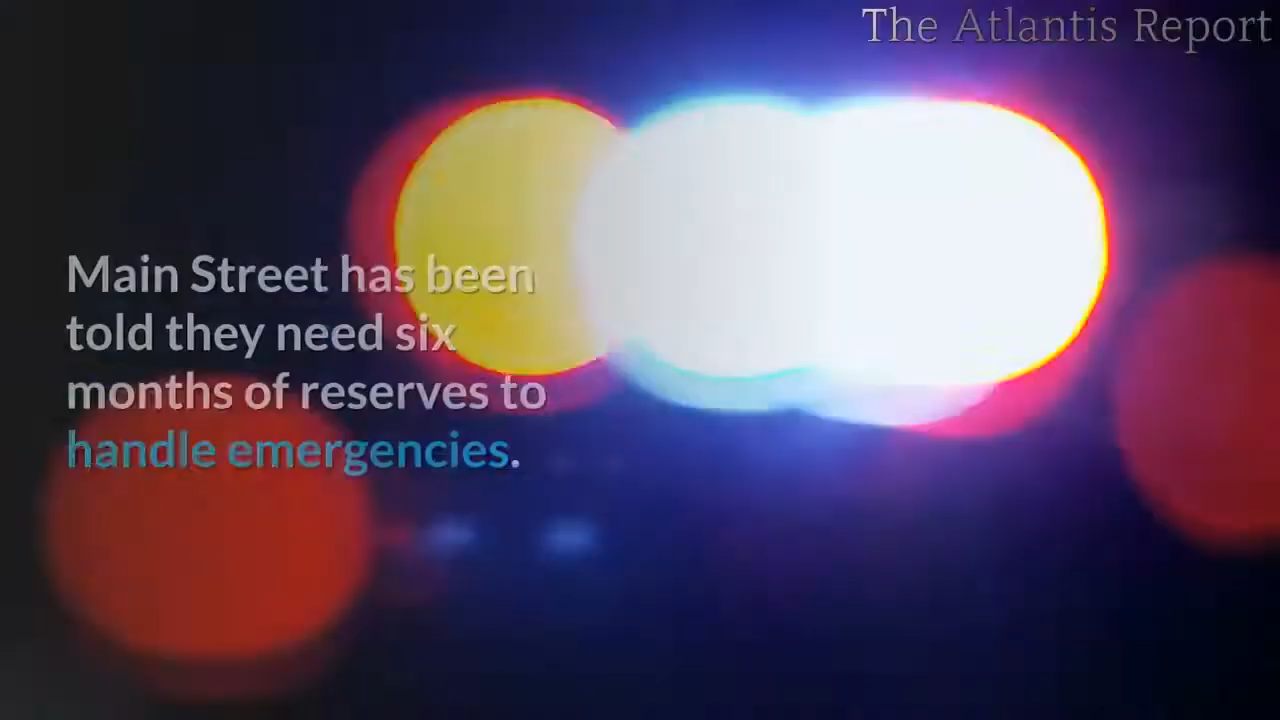 The Atlantis Report
Main Street has been
told they need six
months of reserves to
handle emergencies.